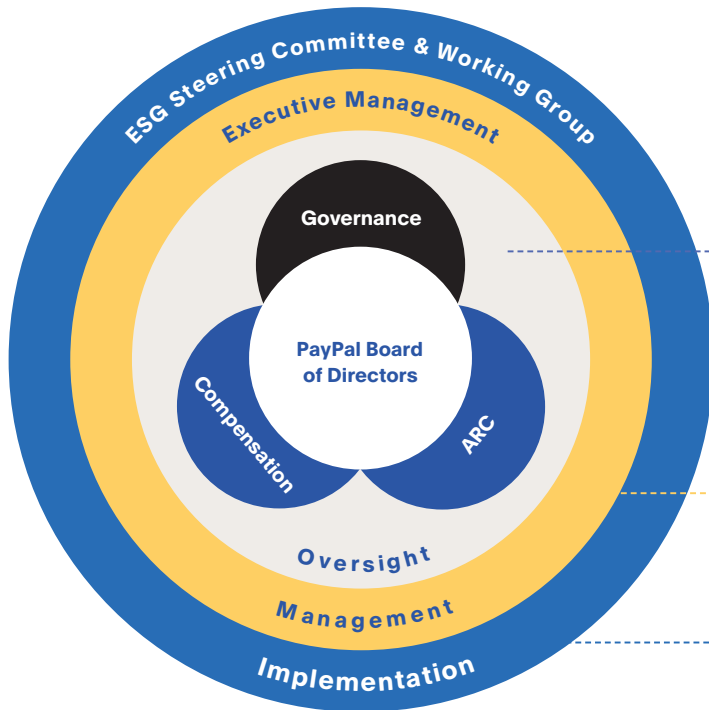 ESG Steering Committee & Working Group
Executive Management
Governance
PayPal Board
of Directors
Compensation
ARC
Oversight
Management
Implementation